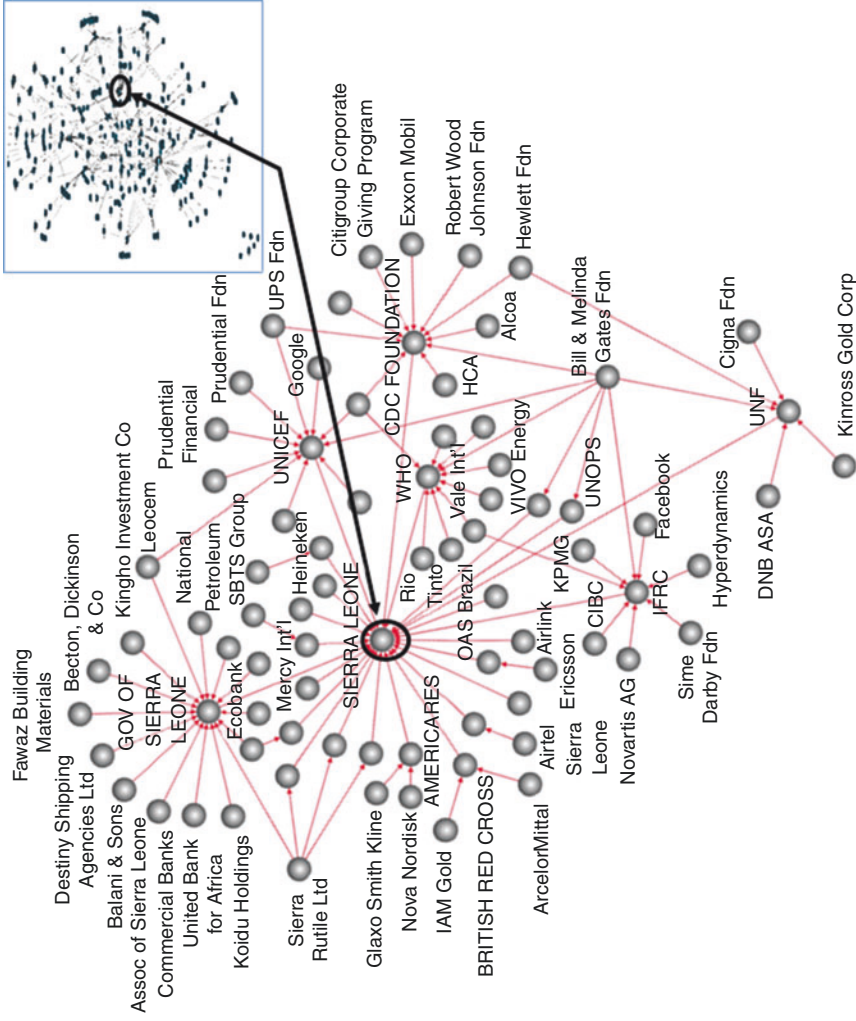 Citigroup Corporate
Giving Program
Exxon Mobil
Robert Wood
Johnson Fdn
Hewlett Fdn
UPS Fdn
Prudential Fdn
Google
CDC FOUNDATION
Alcoa
HCA
Bill & Melinda
Gates Fdn
Cigna Fdn
Kinross Gold Corp
UNF
Prudential
Financial
UNICEF
WHO
Vale Int'l
VIVO Energy
UNOPS
Facebook
Hyperdynamics
DNB ASA
Kingho Investment Co
Leocem
National
Petroleum
SBTS Group
Heineken
Rio
Tinto
OAS Brazil
KPMG
CIBC
IFRC
Becton, Dickinson
& Co
Fawaz Building
Materials
GOV OF
SIERRA
LEONE
Ecobank
Mercy Int'l
SIERRA LEONE
Airlink
Ericsson
Sime
Darby Fdn
Novartis AG
Airtel
Sierra
Leone
Destiny Shipping
Agencies Ltd
Balani & Sons
Assoc of Sierra Leone
Commercial Banks
United Bank
for Africa
Koidu Holdings
Sierra
Rutile Ltd
Glaxo Smith Kline
Nova Nordisk
AMERICARES
IAM Gold
BRITISH RED CROSS
ArcelorMittal